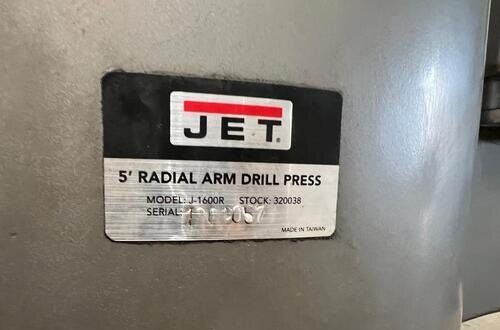 JET
5' RADIAL ARM DRILL PRESS
MODEL: J-1600R STOCK: 320038
SERIAL:
MADE IN TAIWAN